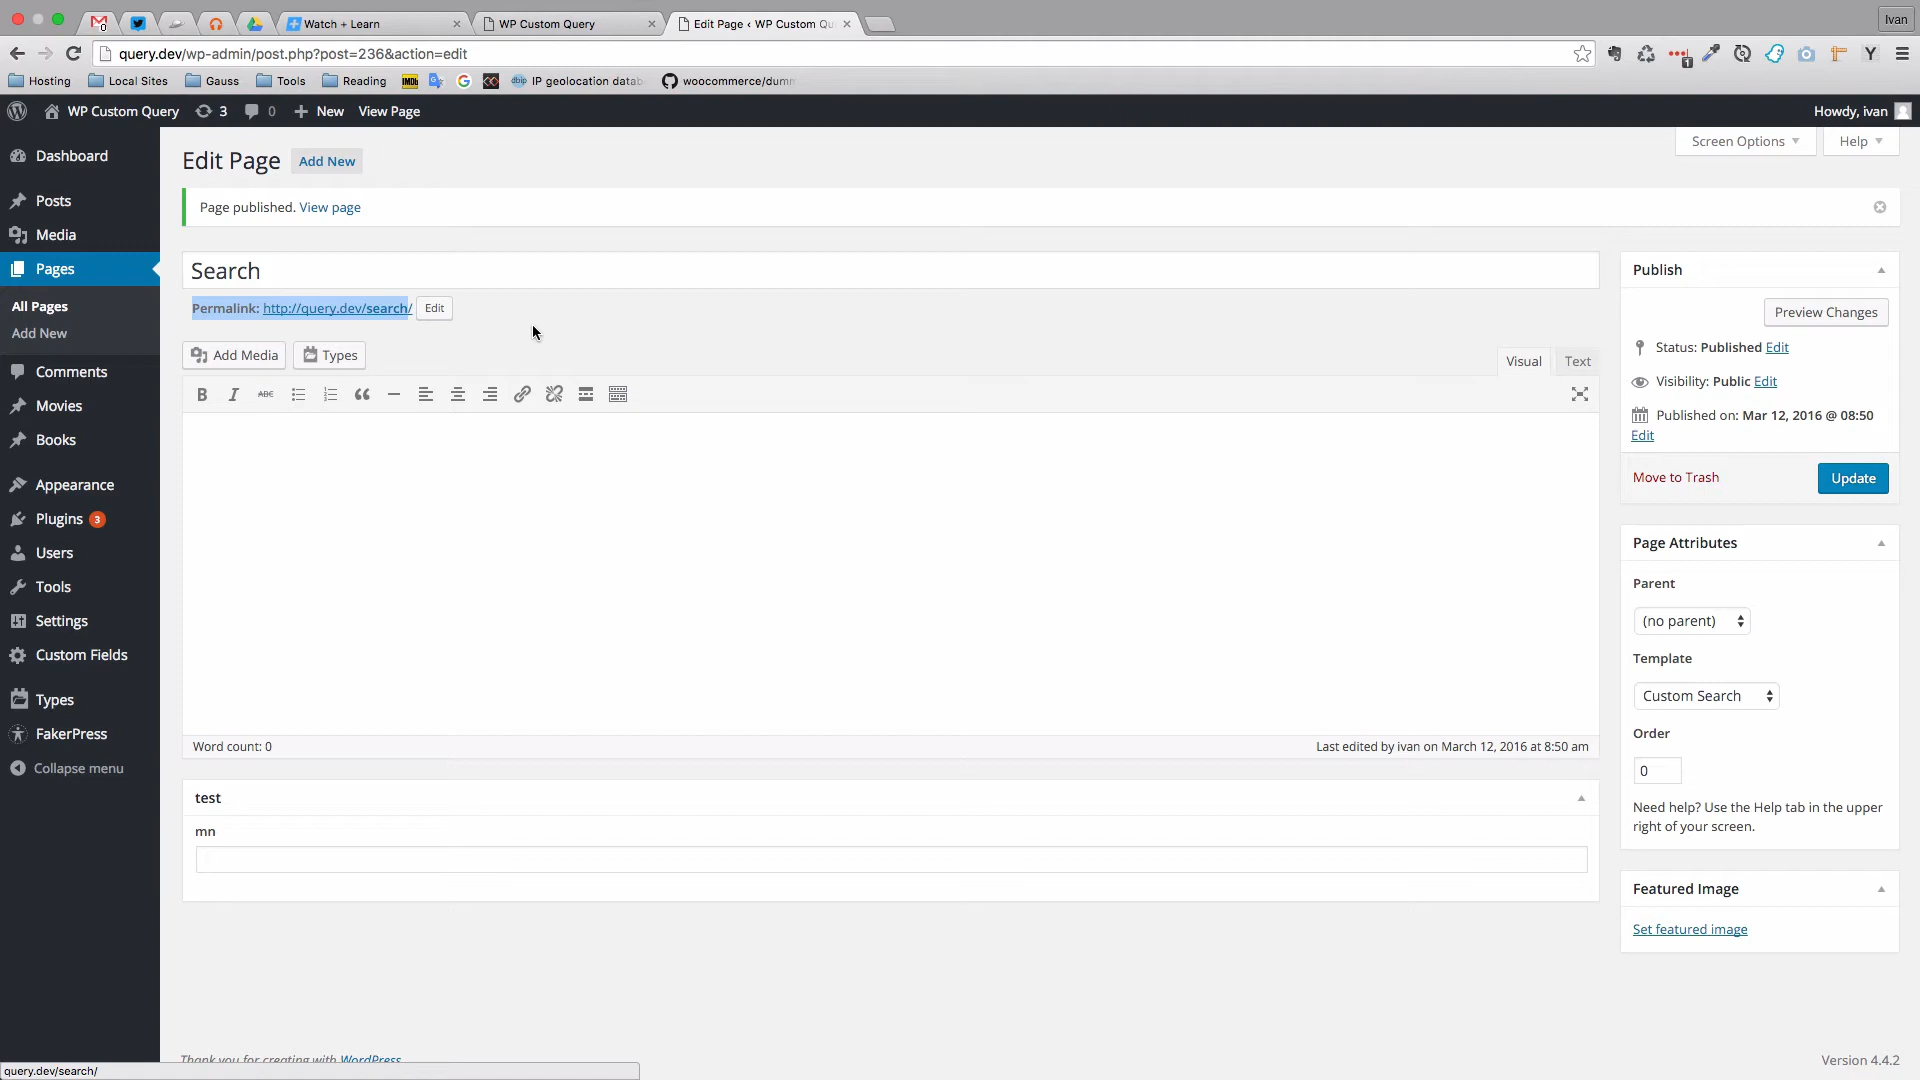 Watch + Learn
WP Custom Query
Edit Page ‹ WP Custom Qu
Ivan
query.dev/wp-admin/post.php?post=236&action=edit
Hosting
Local Sites
Gauss
Tools
Reading
IMDb
IP geolocation datab
woocommerce/dumm
WP Custom Query
3
0
New
View Page
Howdy, ivan
Dashboard
Posts
Media
Pages
All Pages
Add New
Comments
Movies
Books
Appearance
Plugins 3
Users
Tools
Settings
Custom Fields
Types
FakerPress
Collapse menu
Screen Options
Help
Edit Page
Add New
Page published. View page
Search
Permalink: http://query.dev/search/
Edit
Add Media
Types
Visual
Text
B
I
ABC
Word count: 0
Last edited by ivan on March 12, 2016 at 8:50 am
test
mn
Publish
Preview Changes
Status: Published Edit
Visibility: Public Edit
Published on: Mar 12, 2016 @ 08:50
Edit
Move to Trash
Update
Page Attributes
Parent
(no parent)
Template
Custom Search
Order
0
Need help? Use the Help tab in the upper
right of your screen.
Featured Image
Set featured image
Thank you for creating with WordPress
Version 4.4.2
query.dev/search/